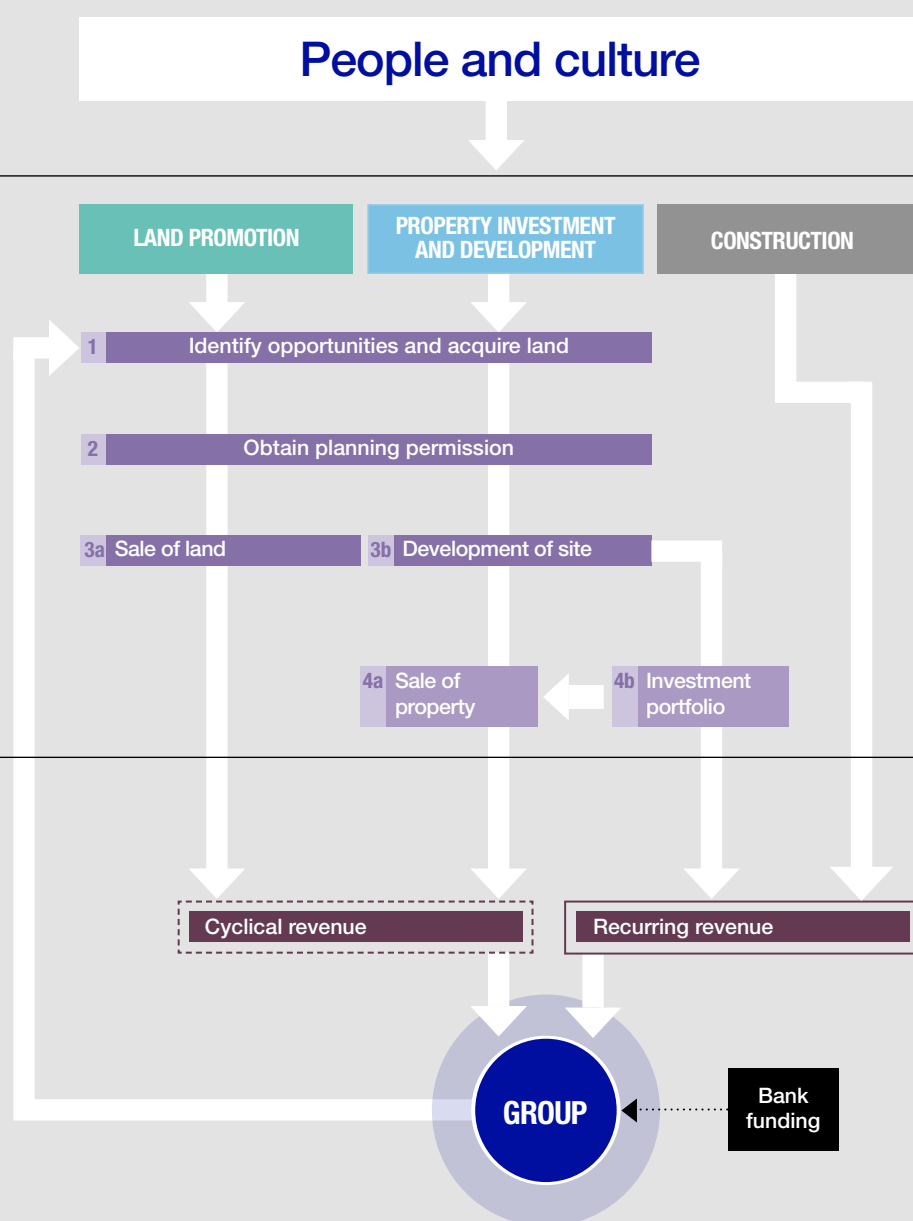 People and culture
LAND PROMOTION
PROPERTY INVESTMENT
AND DEVELOPMENT
CONSTRUCTION
1 Identify opportunities and acquire land
2 Obtain planning permission
3a Sale of land
3b Development of site
4a Sale of
property
4b Investment
portfolio
Cyclical revenue
Recurring revenue
GROUP
Bank
funding